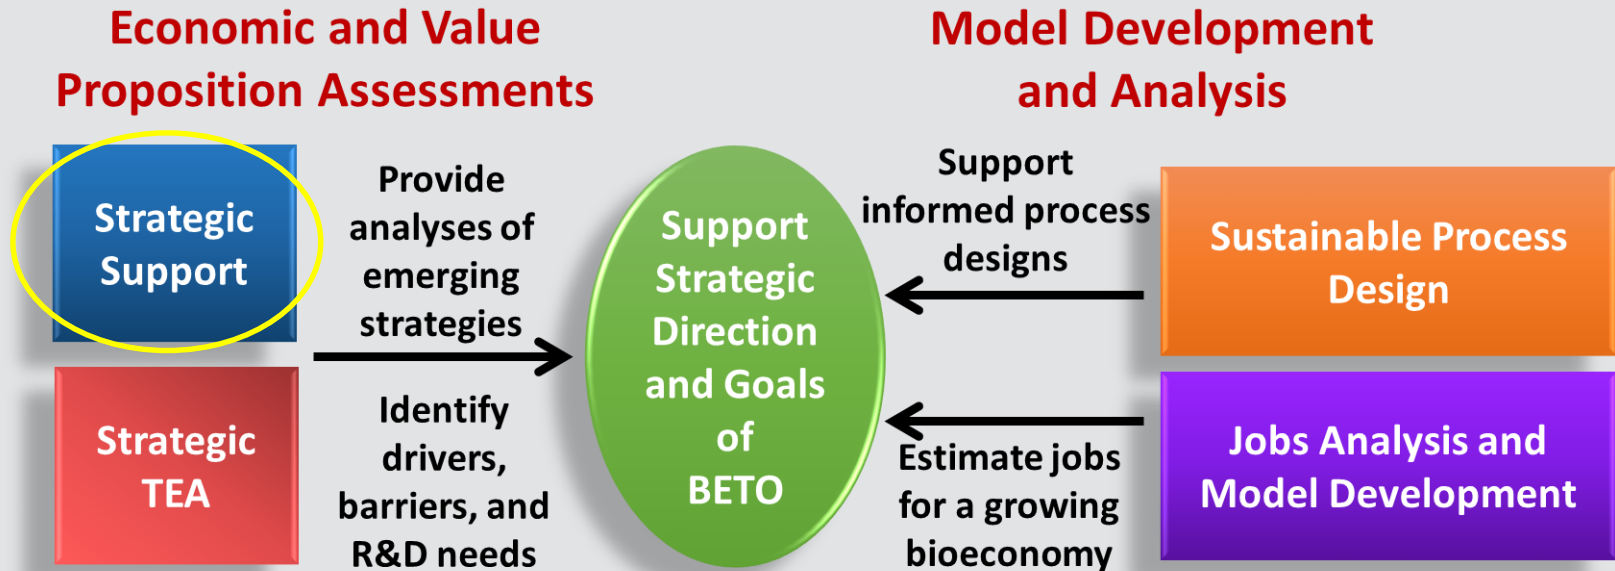 Economic and Value
Proposition Assessments
Strategic
Support
Strategic
TEA
Provide
analyses of
emerging
strategies
Identify
drivers,
barriers, and
R&D needs
Support
Strategic
Direction
and Goals
of
BETO
Model Development
and Analysis
Support
informed process
designs
Estimate jobs
for a growing
bioeconomy
Sustainable Process
Design
Jobs Analysis and
Model Development